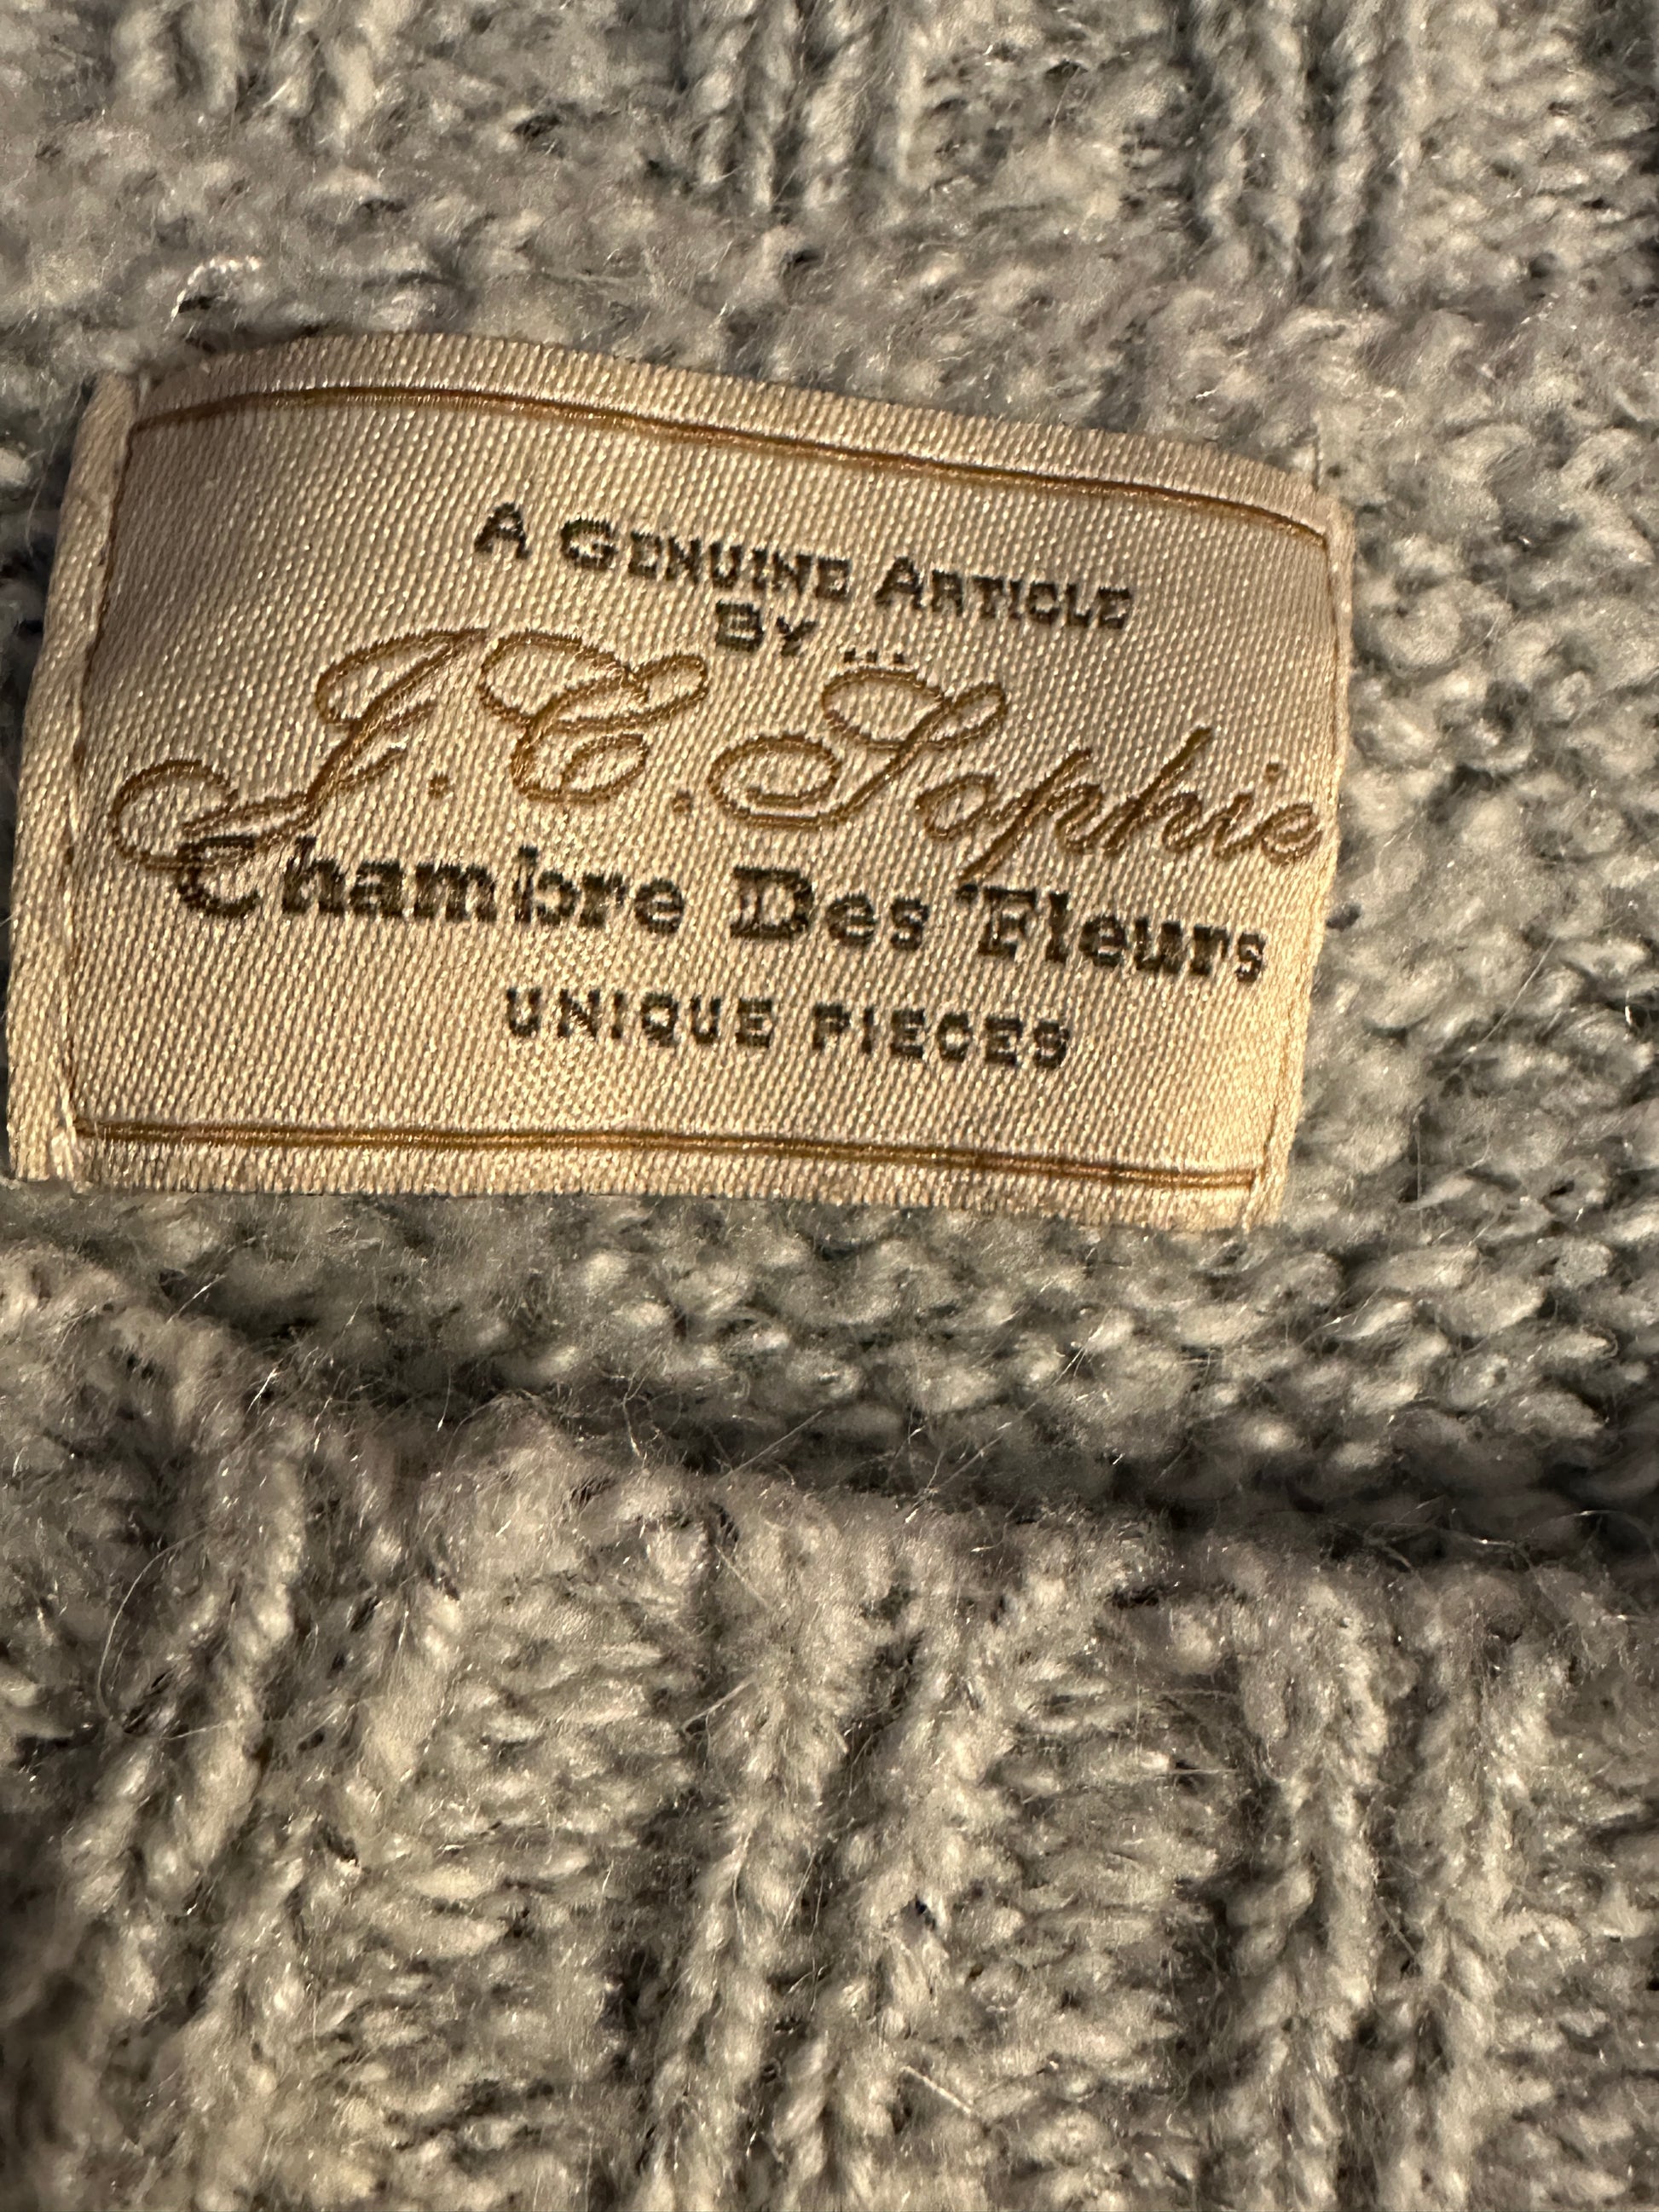 A GENUINE ARTICLE
BY ...
J.C. Sophie
Chambre Des Fleurs
UNIQUE PIECES